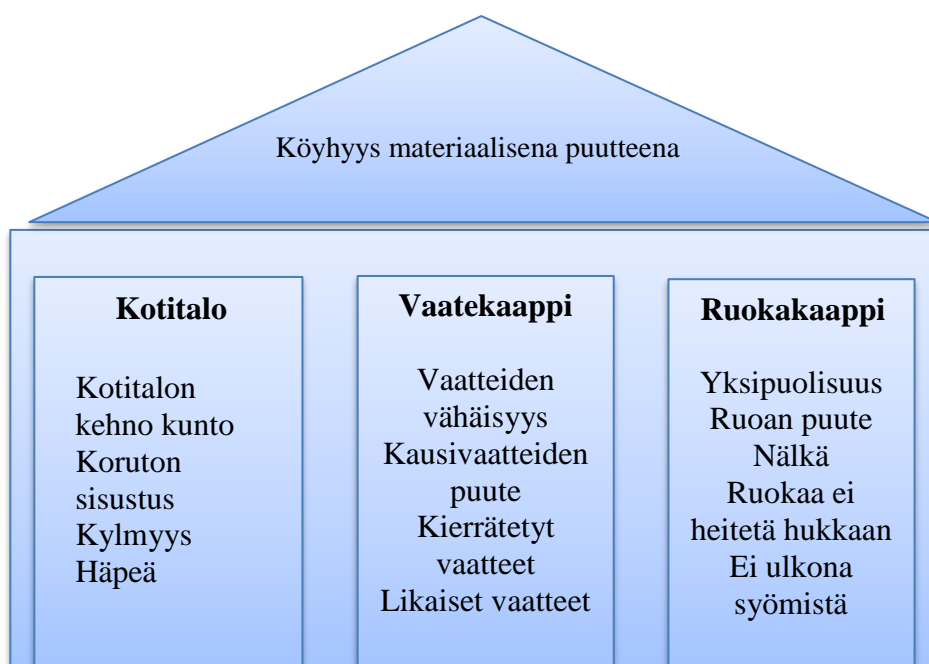 Köyhyys materiaalisena puutteena
Kotitalo
Kotitalon
kehno kunto
Koruton
sisustus
Kylmyys
Häpeä
Vaatekaappi
Vaatteiden
vähäisyys
Kausivaatteiden
puute
Kierrätetyt
vaatteet
Likaiset vaatteet
Ruokakaappi
Yksipuolisuus
Ruoan puute
Nälkä
Ruokaa ei
heitetä hukkaan
Ei ulkona
syömistä